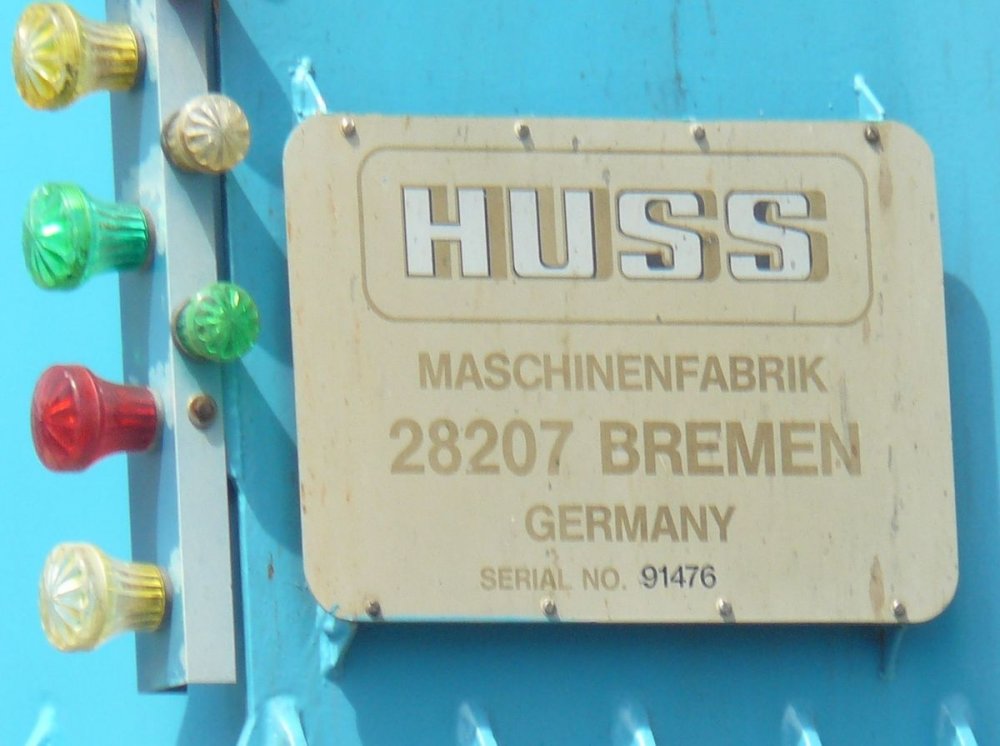 HUSS
MASCHINENFABRIK
28207 BREMEN
GERMANY
SERIAL NO. 91476